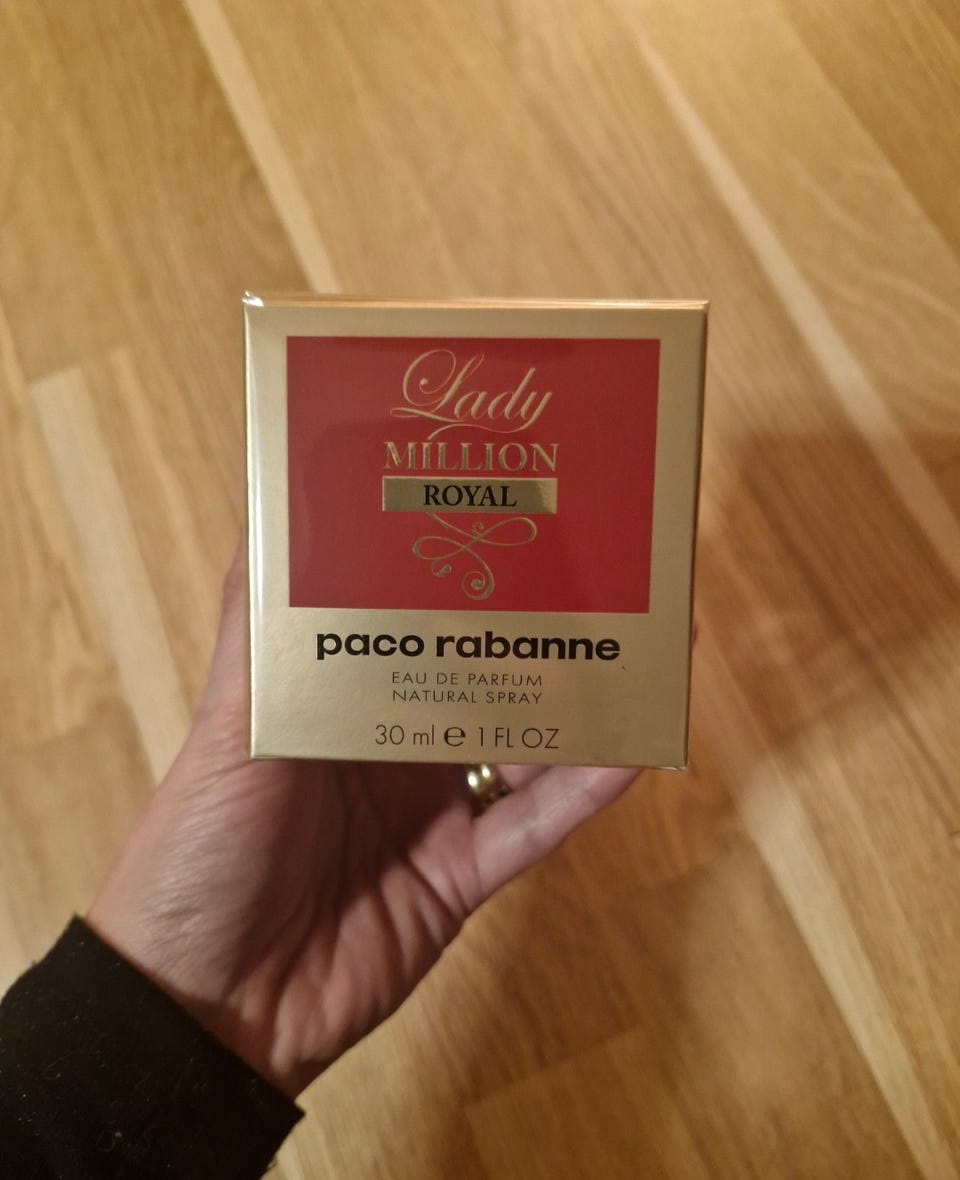 Lady
MILLION
ROYAL
paco rabanne
EAU DE PARFUM
NATURAL SPRAY
30 ml ℮ 1 FL OZ